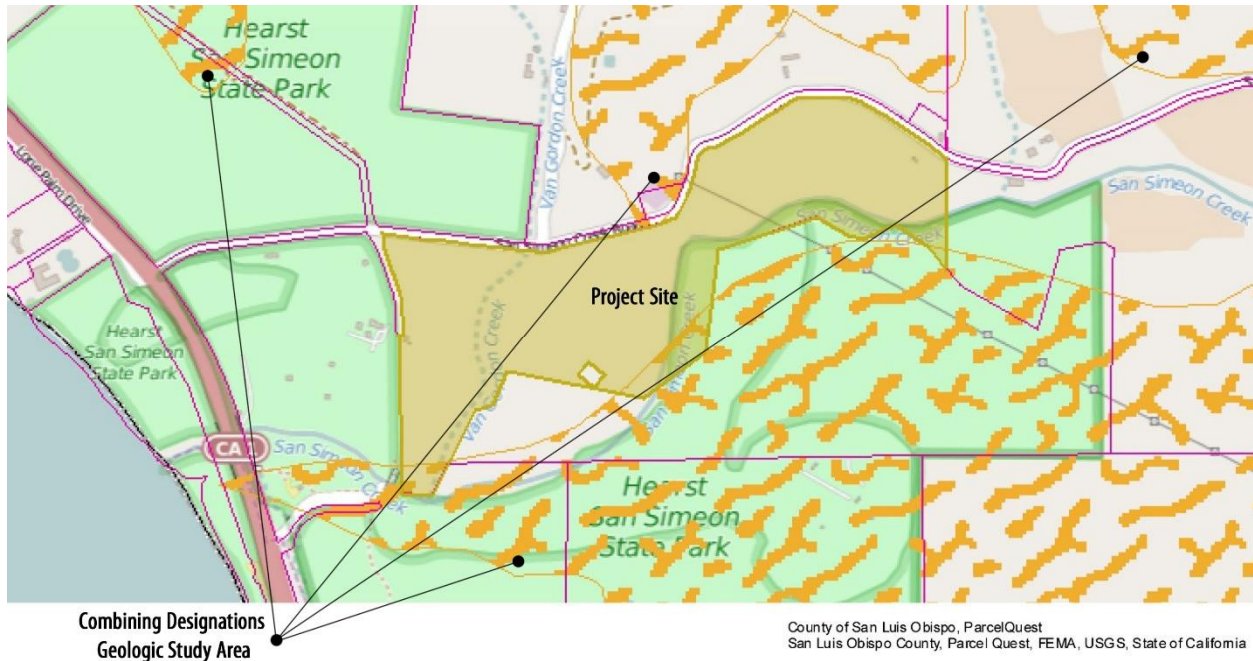 Hearst
San Simeon
State Park
Van Gordon Creek
Lone Palm Drive
San Simeon Creek
San Simeon Creek
Project Site
Hearst
San Simeon
State Park
Van Gordon Creek
San Simeon Creek
CA 1
San Simeon Creek
Hearst
San Simeon
State Park
Combining Designations
Geologic Study Area
County of San Luis Obispo, ParcelQuest
San Luis Obispo County, Parcel Quest, FEMA, USGS, State of California